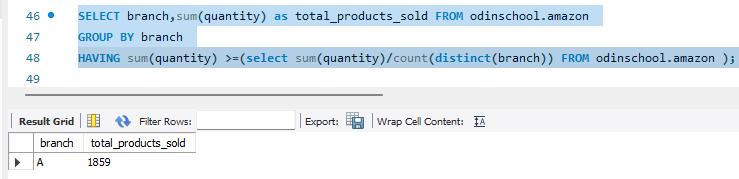 46 SELECT branch,sum(quantity) as total_products_sold FROM odinschool.amazon
47 GROUP BY branch
48 HAVING sum(quantity) >=(select sum(quantity)/count(distinct(branch)) FROM odinschool.amazon );
49
Result Grid Filter Rows: Export: Wrap Cell Content: IA
branch total_products_sold
A 1859